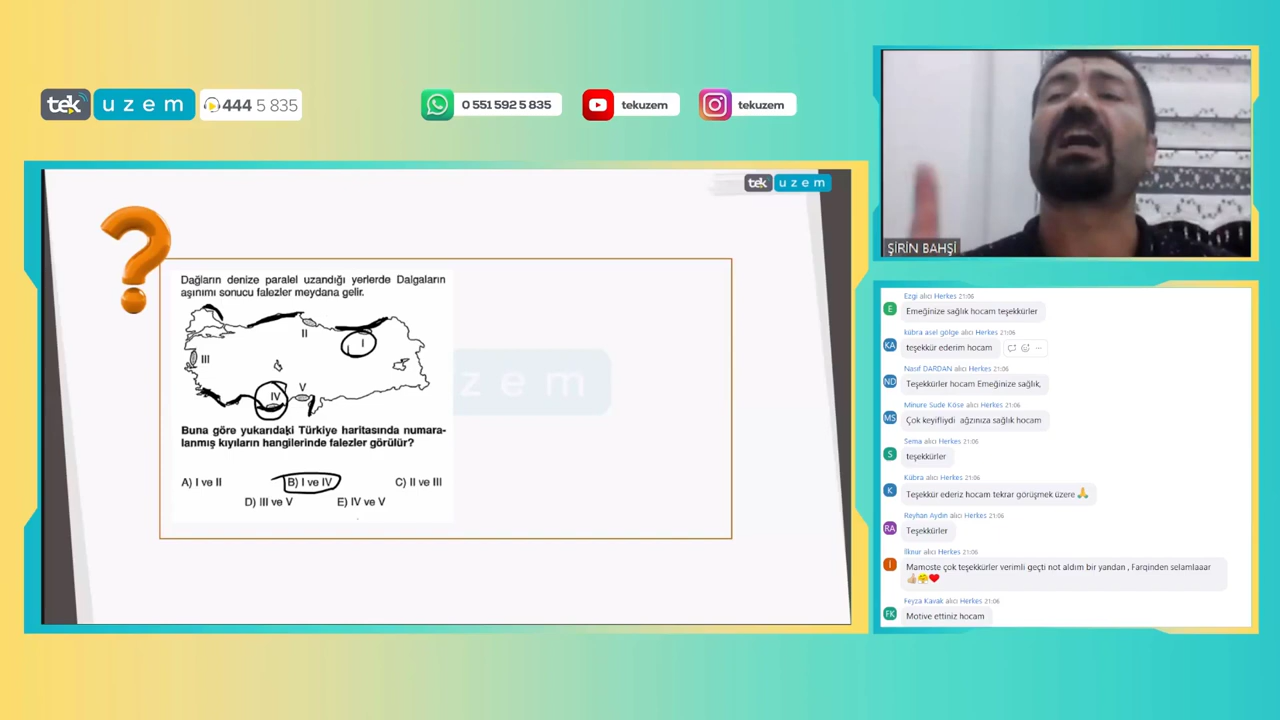 tek uzem 444 5 835
0 551 592 5 835
tekuzem
tekuzem
tek uzem
Dağların denize paralel uzandığı yerlerde Dalgaların
aşınımı sonucu falezler meydana gelir.
II
I
III
V
IV
zem
Buna göre yukarıdaki Türkiye haritasında numara-
lanmış kıyıların hangilerinde falezler görülür?
A) I ve II
B) I ve IV
C) II ve III
D) III ve V
E) IV ve V
ŞİRİN BAHŞİ
Ezgi alıcı Herkes 21:06
E
Emeğinize sağlık hocam teşekkürler
kübra asel gölge alıcı Herkes 21:06
KA
teşekkür ederim hocam
Nasıf DARDAN alıcı Herkes 21:06
ND
Teşekkürler hocam Emeğinize sağlık,
Minure Sude Köse alıcı Herkes 21:06
MS
Çok keyifliydi ağzınıza sağlık hocam
Sema alıcı Herkes 21:06
S
teşekkürler
Kübra alıcı Herkes 21:06
K
Teşekkür ederiz hocam tekrar görüşmek üzere 🙏
Reyhan Aydın alıcı Herkes 21:06
RA
Teşekkürler
İlknur alıcı Herkes 21:06
İ
Mamoste çok teşekkürler verimli geçti not aldım bir yandan , Farqinden selamlaaar
👍🤗❤️
Feyza Kavak alıcı Herkes 21:06
FK
Motive ettiniz hocam